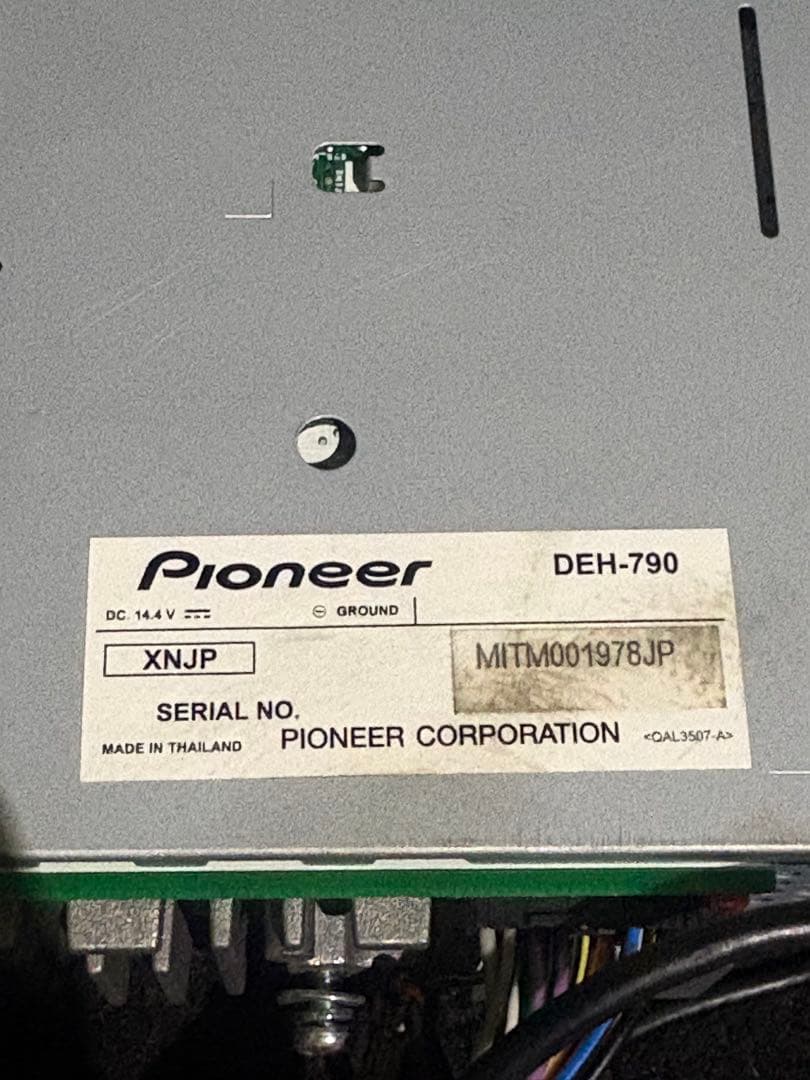 Pioneer
DEH-790
DC. 14.4 V
GROUND
XNJP
MITM001978JP
SERIAL NO.
MADE IN THAILAND
PIONEER CORPORATION
<QAL3507-A>